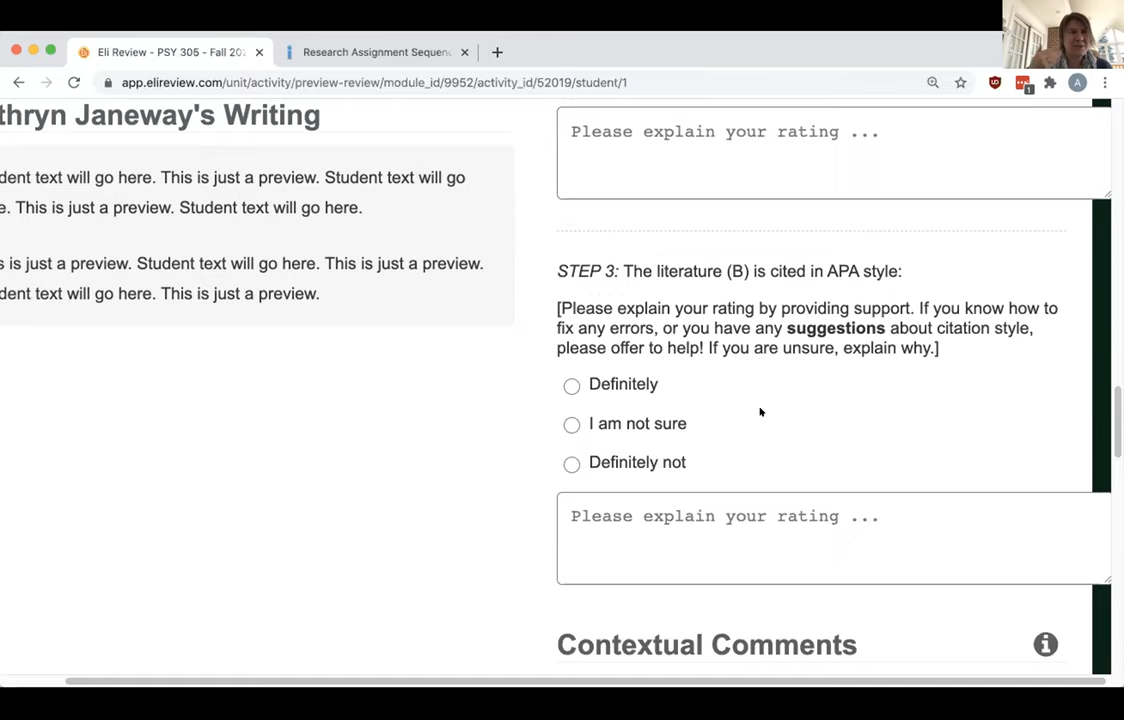 Eli Review - PSY 305 - Fall 202
Research Assignment Sequenc
app.elireview.com/unit/activity/preview-review/module_id/9952/activity_id/52019/student/1
1
A
thryn Janeway's Writing
dent text will go here. This is just a preview. Student text will go
e. This is just a preview. Student text will go here.
s is just a preview. Student text will go here. This is just a preview.
dent text will go here. This is just a preview.
Please explain your rating ...
STEP 3: The literature (B) is cited in APA style:
[Please explain your rating by providing support. If you know how to
fix any errors, or you have any suggestions about citation style,
please offer to help! If you are unsure, explain why.]
Definitely
I am not sure
Definitely not
Please explain your rating ...
Contextual Comments